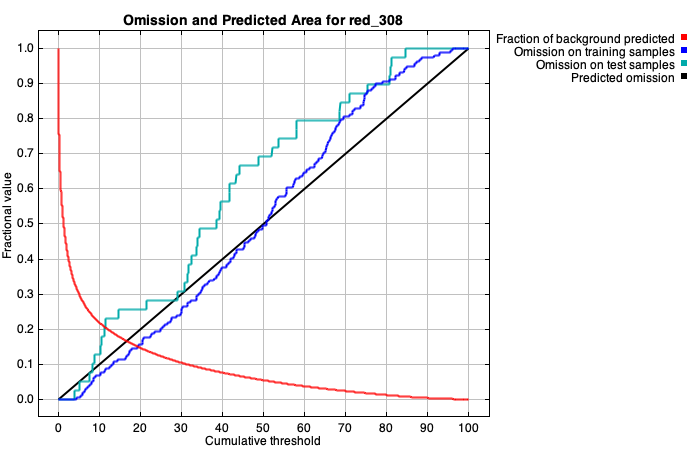 Omission and Predicted Area for red_308
Fraction of background predicted
Omission on training samples
Omission on test samples
Predicted omission
Fractional value
1.0
0.9
0.8
0.7
0.6
0.5
0.4
0.3
0.2
0.1
0.0
0 10 20 30 40 50 60 70 80 90 100
Cumulative threshold